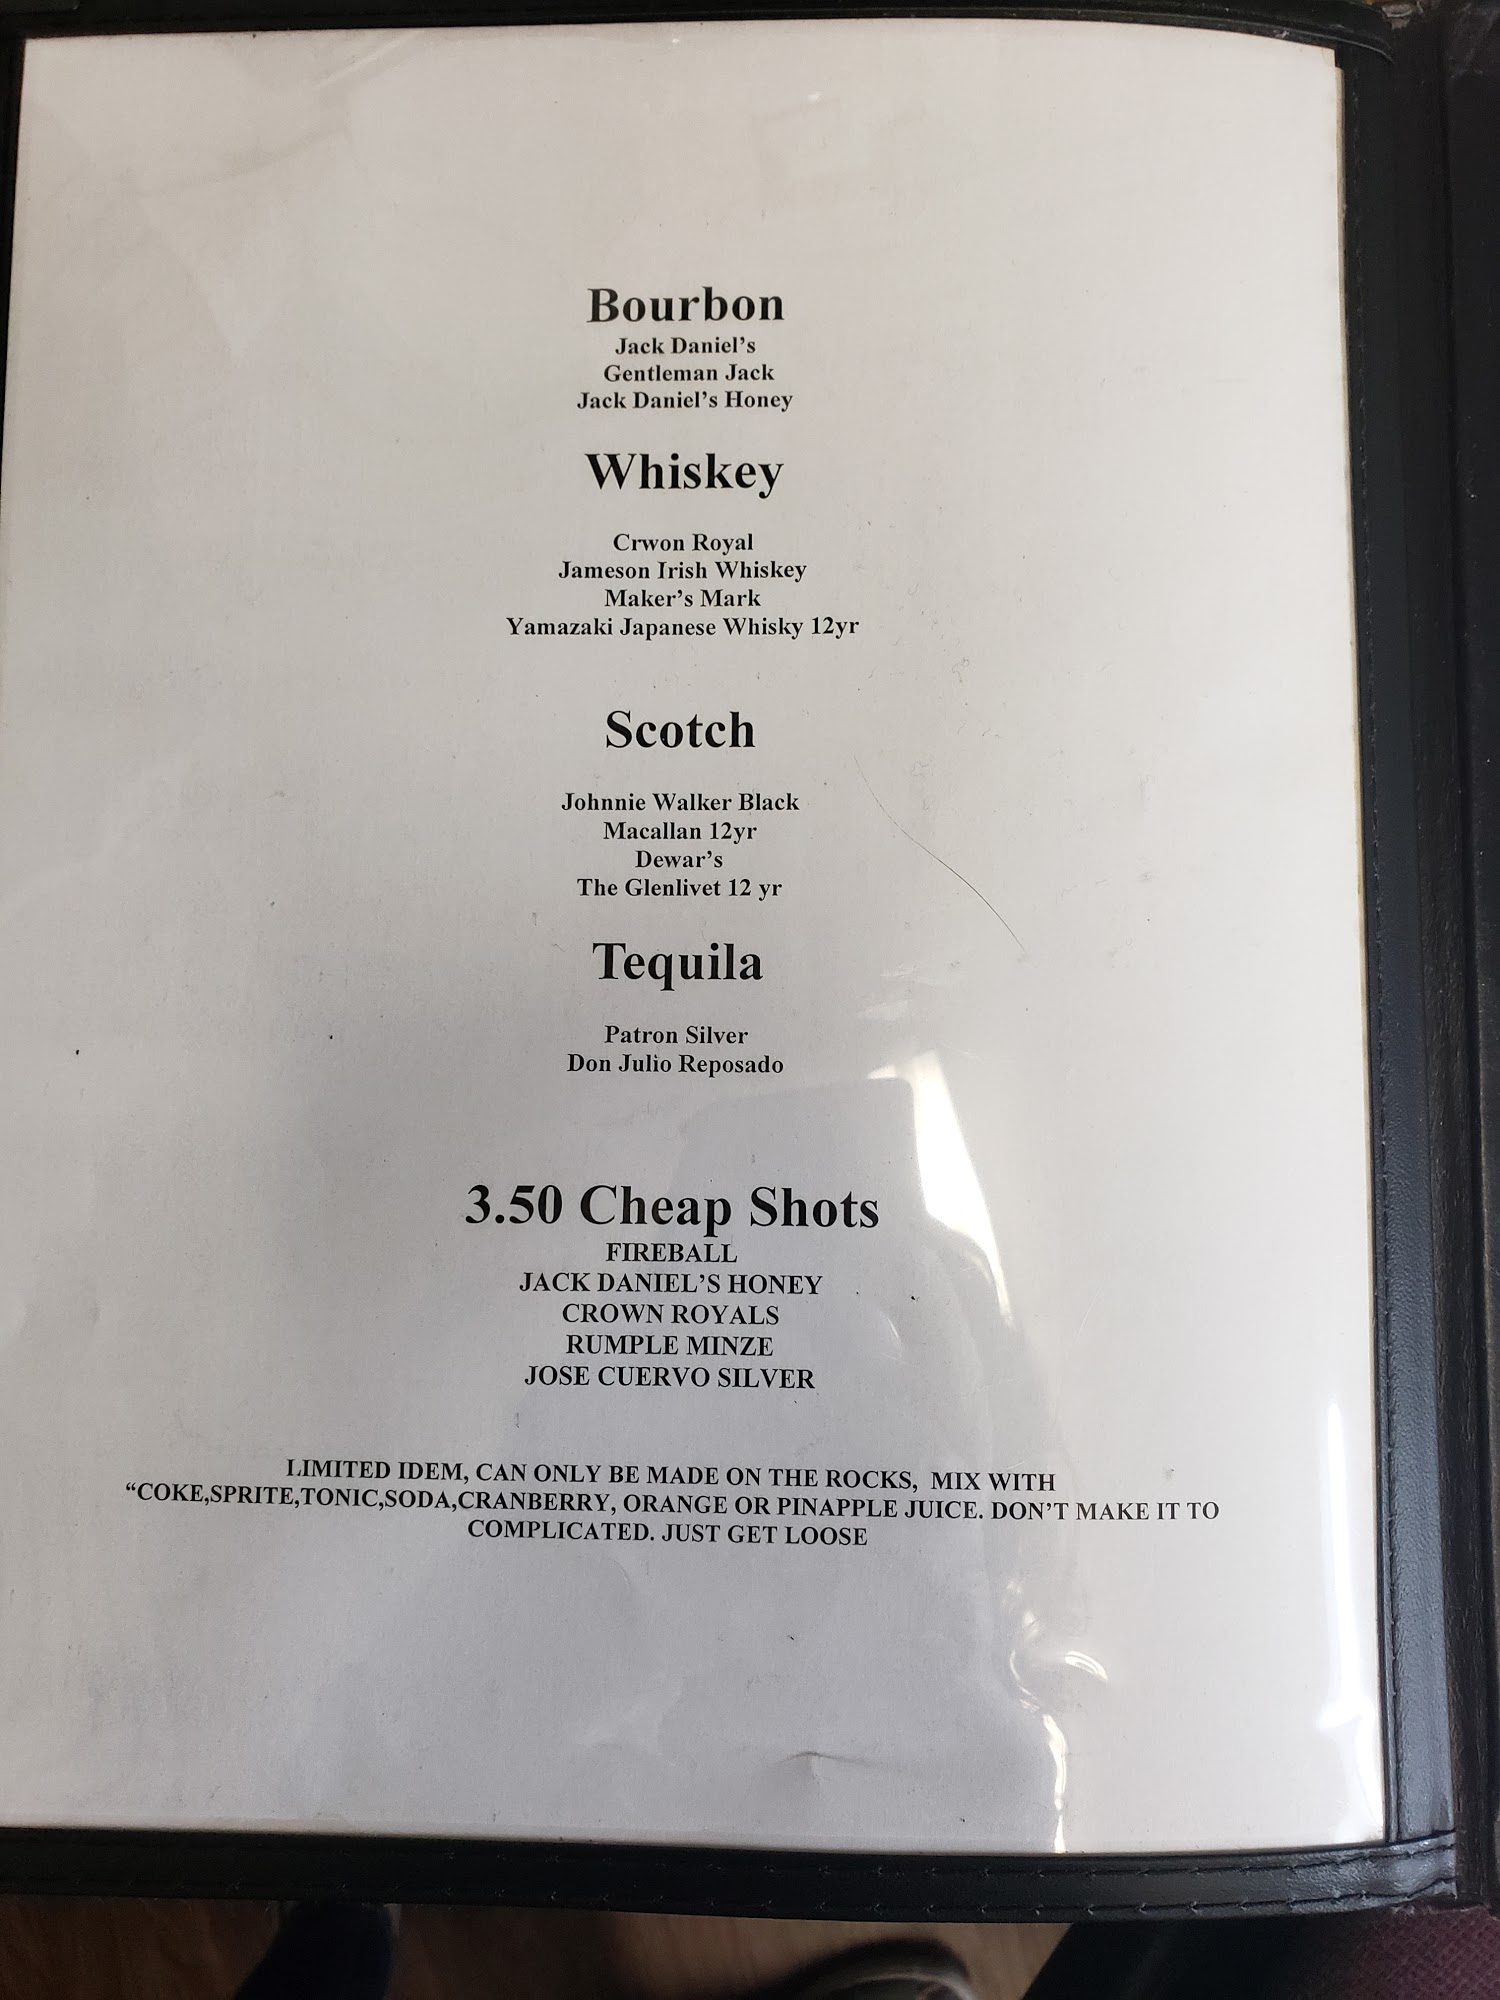 Bourbon
Jack Daniel's
Gentleman Jack
Jack Daniel's Honey
Whiskey
Crwon Royal
Jameson Irish Whiskey
Maker's Mark
Yamazaki Japanese Whisky 12yr
Scotch
Johnnie Walker Black
Macallan 12yr
Dewar's
The Glenlivet 12 yr
Tequila
Patron Silver
Don Julio Reposado
3.50 Cheap Shots
FIREBALL
JACK DANIEL'S HONEY
CROWN ROYALS
RUMPLE MINZE
JOSE CUERVO SILVER
LIMITED IDEM, CAN ONLY BE MADE ON THE ROCKS, MIX WITH
“COKE,SPRITE,TONIC,SODA,CRANBERRY, ORANGE OR PINAPPLE JUICE. DON'T MAKE IT TO
COMPLICATED. JUST GET LOOSE